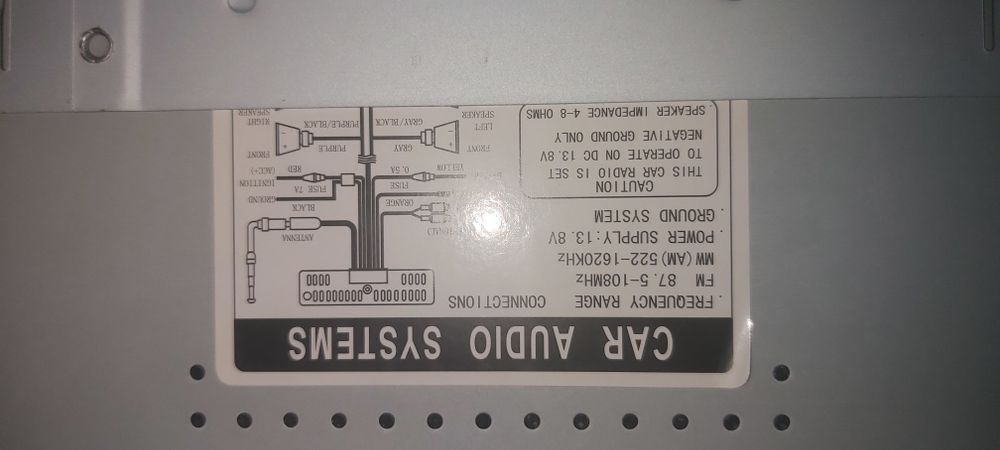 CAR AUDIO SYSTEMS
. FREQUENCY RANGE
FM 87.5-108MHz
MW(AM) 522-1620KHz
. POWER SUPPLY:13.8V
. GROUND SYSTEM
CAUTION
THIS CAR RADIO IS SET
TO OPERATE ON DC 13.8V
NEGATIVE GROUND ONLY
SPEAKER IMPEDANCE 4-8 OHMS
CONNECTIONS
ANTENNA
ORANGE
BLACK
GROUND
FUSE
0.5A
YELLOW
FUSE 7A
RED
IGNITION
(ACC+)
FRONT
LEFT
SPEAKER
GRAY
GRAY/BLACK
PURPLE
PURPLE/BLACK
FRONT
RIGHT
SPEAKER